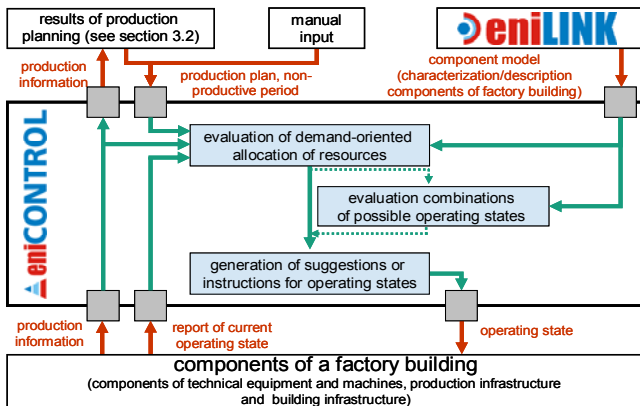 results of production
planning (see section 3.2)
manual
input
eniLINK
production
information
production plan, non-
productive period
component model
(characterization/description
components of factory building)
eniCONTROL
evaluation of demand-oriented
allocation of resources
evaluation combinations
of possible operating states
generation of suggestions or
instructions for operating states
production
information
report of current
operating state
operating state
components of a factory building
(components of technical equipment and machines, production infrastructure
and building infrastructure)